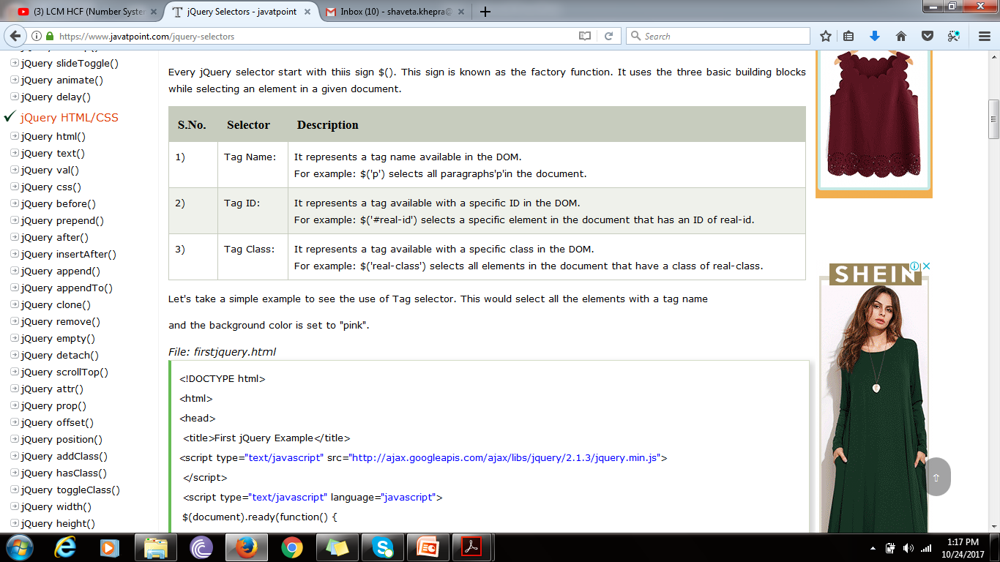 (3) LCM HCF (Number Syste
jQuery Selectors - javatpoint
Inbox (10) - shaveta.khepra@
https://www.javatpoint.com/jquery-selectors
Search
jQuery slideToggle()
jQuery animate()
jQuery delay()
jQuery HTML/CSS
jQuery html()
jQuery text()
jQuery val()
jQuery css()
jQuery before()
jQuery prepend()
jQuery after()
jQuery insertAfter()
jQuery append()
jQuery appendTo()
jQuery clone()
jQuery remove()
jQuery empty()
jQuery detach()
jQuery scrollTop()
jQuery attr()
jQuery prop()
jQuery offset()
jQuery position()
jQuery addClass()
jQuery hasClass()
jQuery toggleClass()
jQuery width()
jQuery height()
Every jQuery selector start with thiis sign $(). This sign is known as the factory function. It uses the three basic building blocks
while selecting an element in a given document.
S.No. Selector Description
1) Tag Name: It represents a tag name available in the DOM.
For example: $('p') selects all paragraphs'p'in the document.
2) Tag ID: It represents a tag available with a specific ID in the DOM.
For example: $('#real-id') selects a specific element in the document that has an ID of real-id.
3) Tag Class: It represents a tag available with a specific class in the DOM.
For example: $('real-class') selects all elements in the document that have a class of real-class.
Let's take a simple example to see the use of Tag selector. This would select all the elements with a tag name
and the background color is set to "pink".
File: firstjquery.html
<!DOCTYPE html>
<html>
<head>
<title>First jQuery Example</title>
<script type="text/javascript" src="http://ajax.googleapis.com/ajax/libs/jquery/2.1.3/jquery.min.js">
</script>
<script type="text/javascript" language="javascript">
$(document).ready(function() {
SHEIN
1:17 PM
10/24/2017